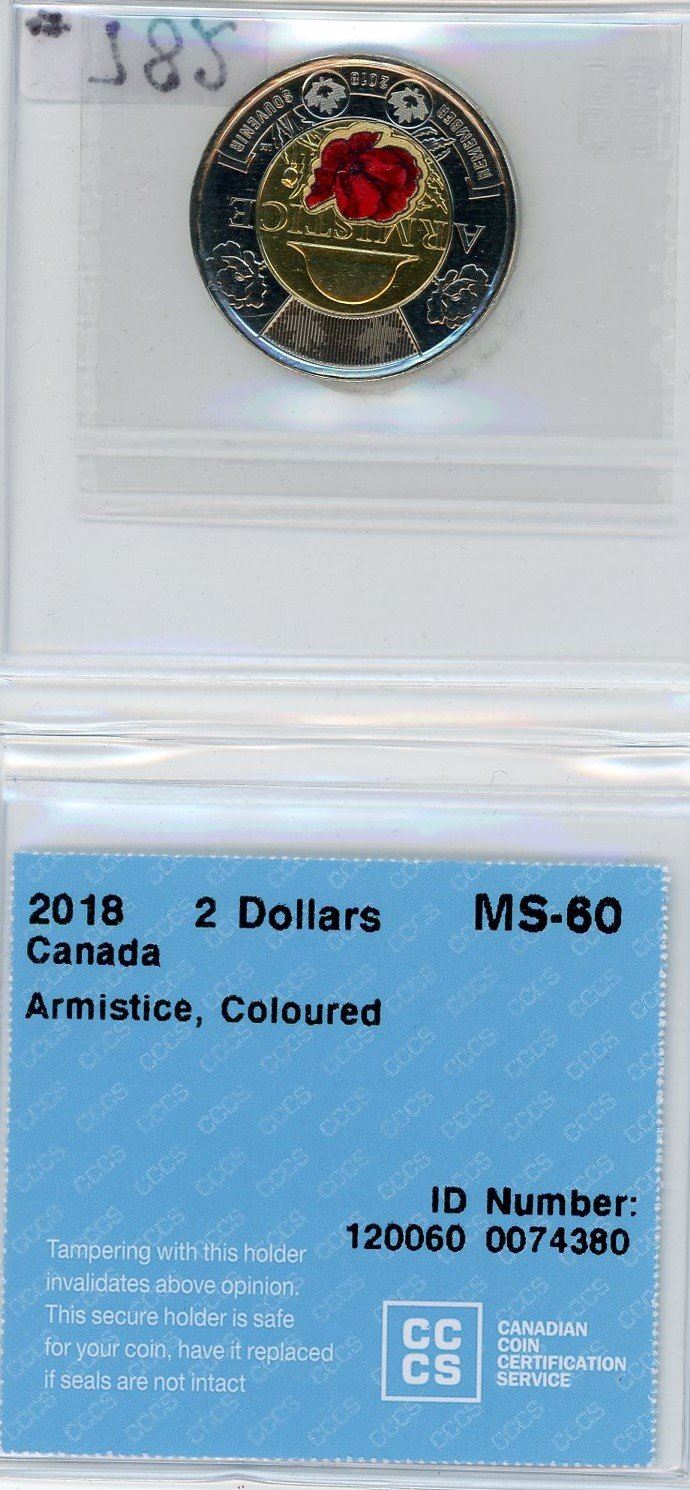 # 282
REMEMBER
2018
SOUVENIR
ARMISTICE
2018 2 Dollars MS-60
Canada
Armistice, Coloured
ID Number:
120060 0074380
Tampering with this holder
invalidates above opinion.
This secure holder is safe
for your coin, have it replaced
if seals are not intact
CC
CS
CANADIAN
COIN
CERTIFICATION
SERVICE